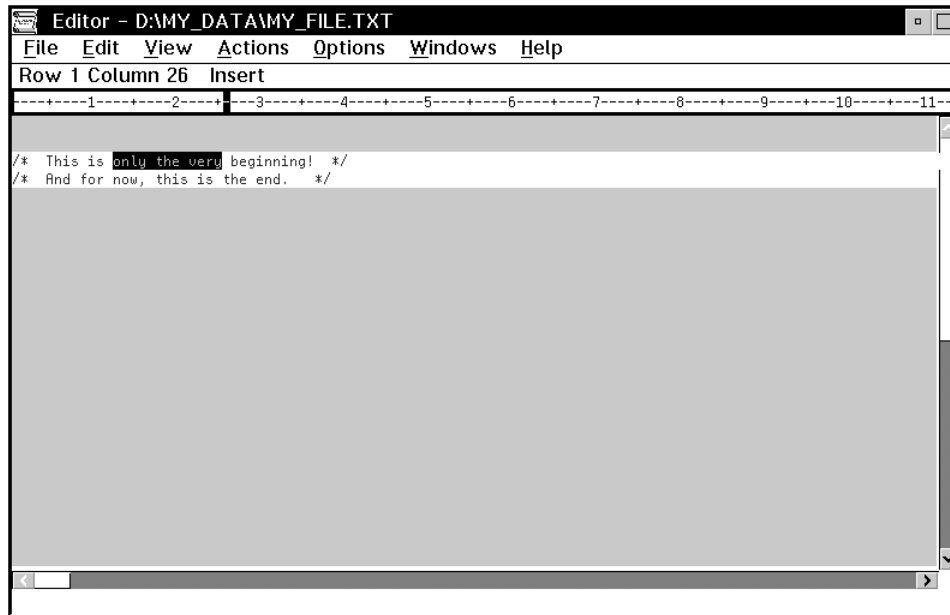 Editor - D:\MY_DATA\MY_FILE.TXT
File Edit View Actions Options Windows Help
Row 1 Column 26 Insert
----+----1----+----2----+----3----+----4----+----5----+----6----+----7----+----8----+----9----+----10----+---11--
/*  This is only the very beginning!  */
/*  And for now, this is the end.   */